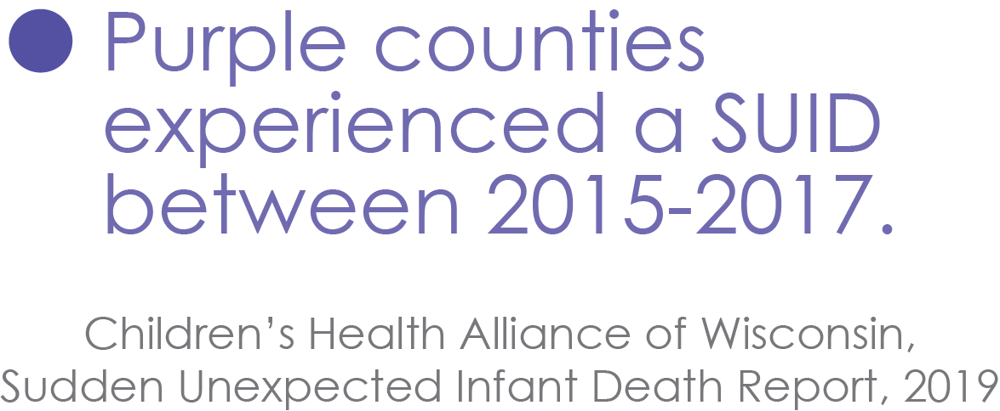 Purple counties
experienced a SUID
between 2015-2017.
Children’s Health Alliance of Wisconsin,
Sudden Unexpected Infant Death Report, 2019